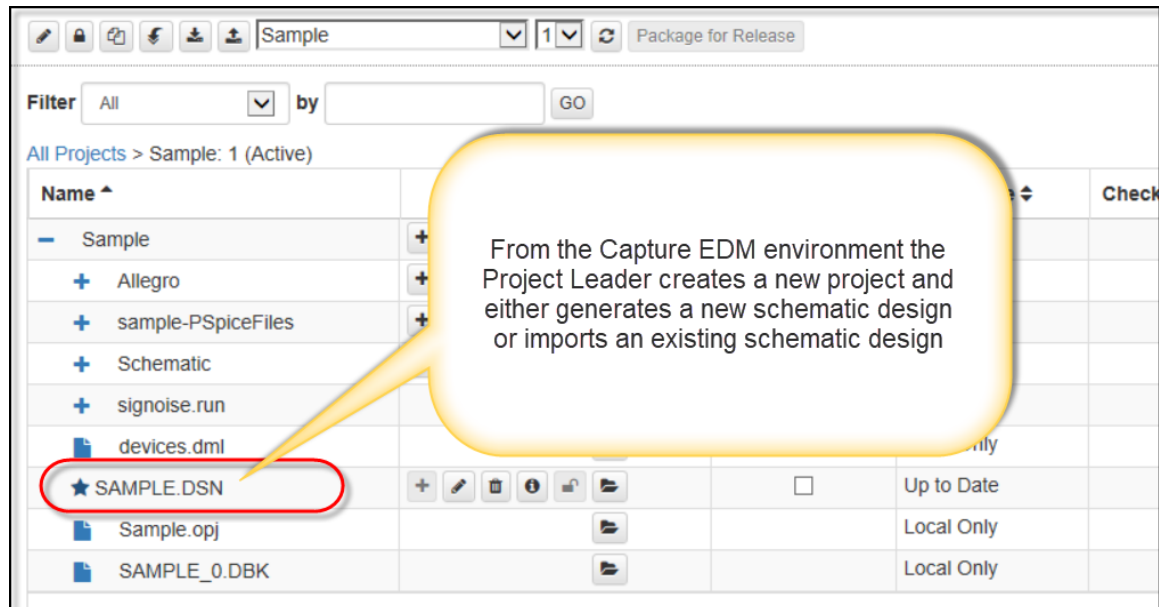 Sample 1 Package for Release
Filter All by GO
All Projects > Sample: 1 (Active)
Name Check
Sample
Allegro
sample-PSpiceFiles
Schematic
signoise.run
devices.dml
SAMPLE.DSN Up to Date
Sample.opj Local Only
SAMPLE_0.DBK Local Only
From the Capture EDM environment the
Project Leader creates a new project and
either generates a new schematic design
or imports an existing schematic design